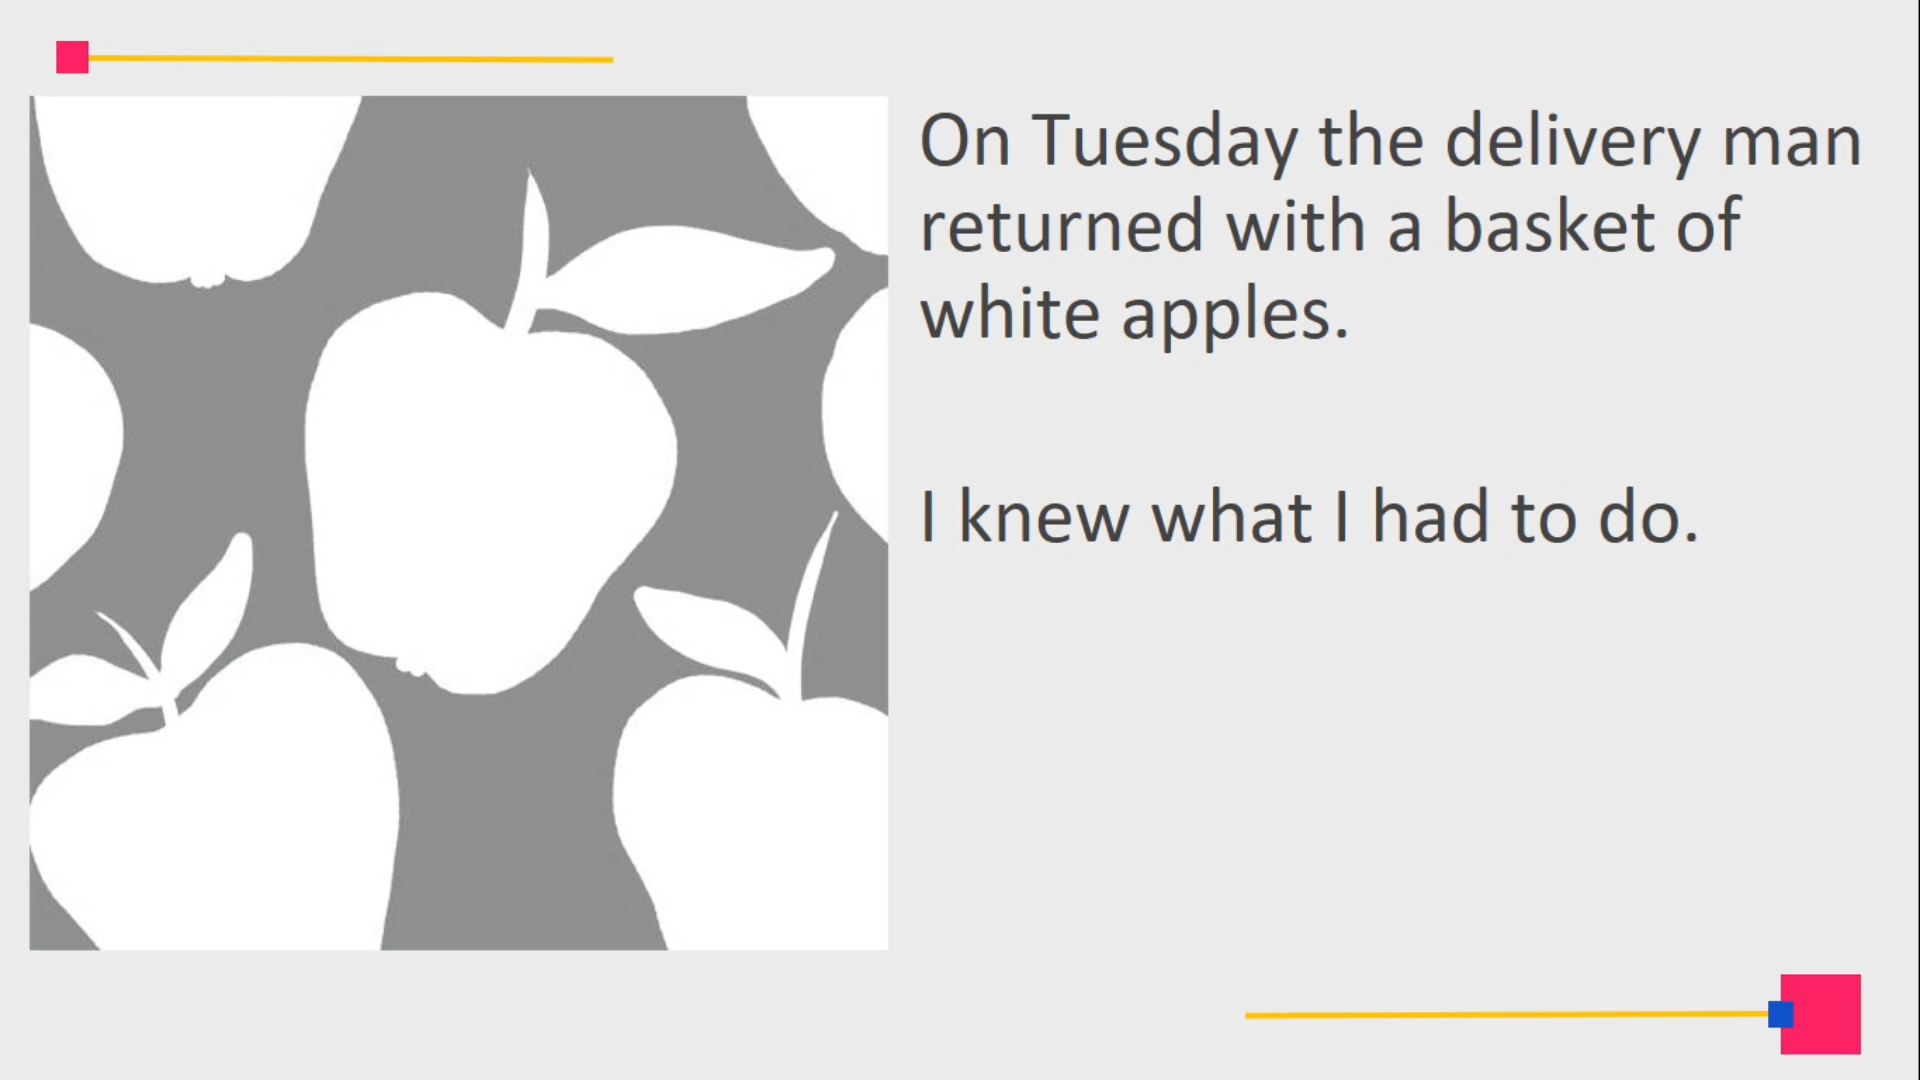 On Tuesday the delivery man
returned with a basket of
white apples.
I knew what I had to do.